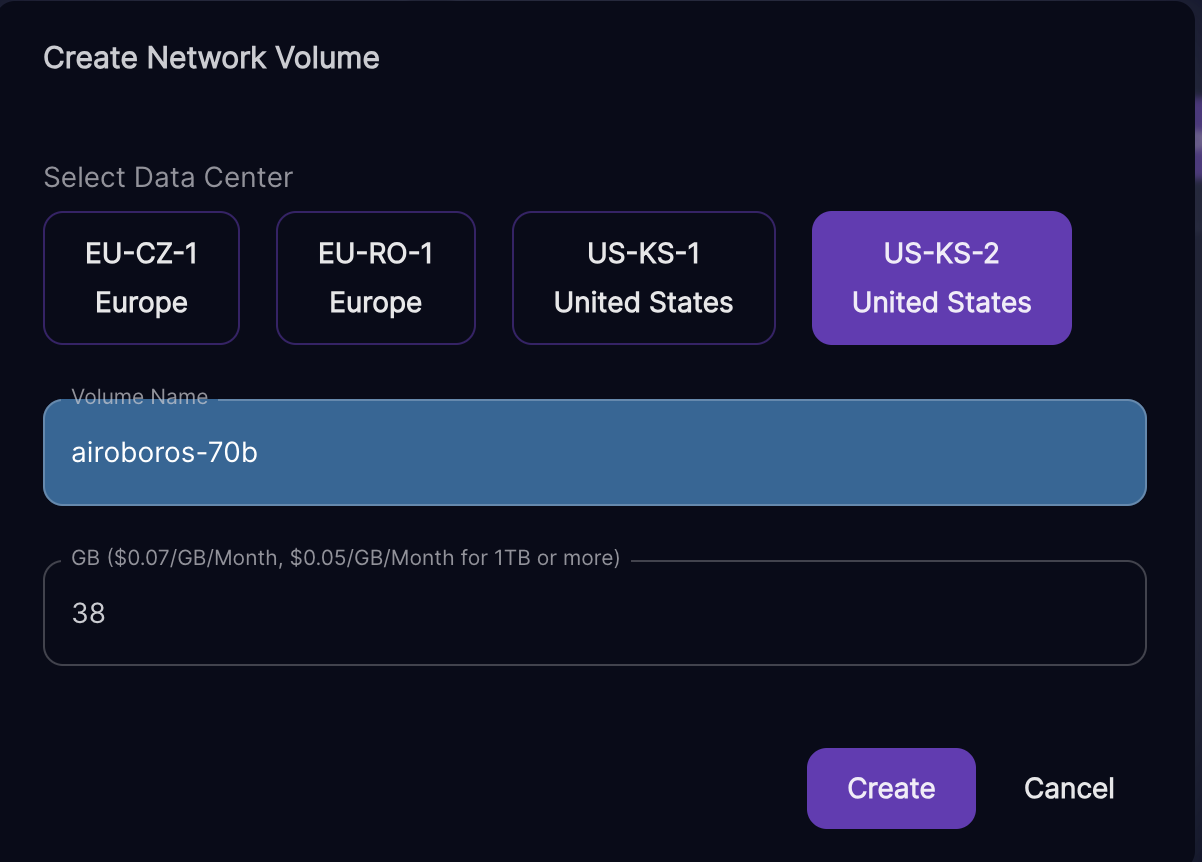 Create Network Volume
Select Data Center
EU-CZ-1
Europe
EU-RO-1
Europe
US-KS-1
United States
US-KS-2
United States
Volume Name
airoboros-70b
GB ($0.07/GB/Month, $0.05/GB/Month for 1TB or more)
38
Create
Cancel